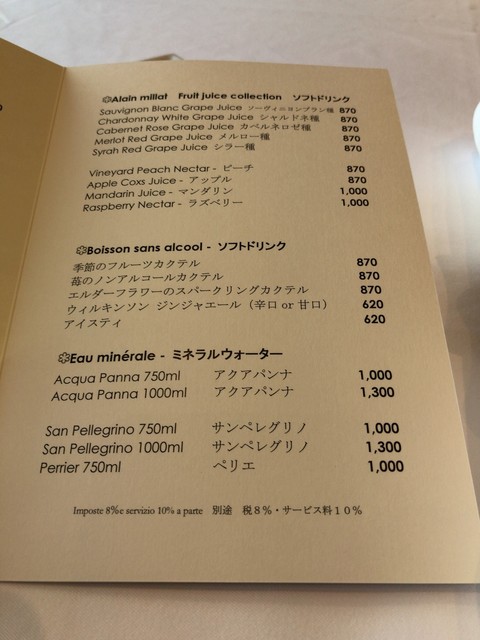 ❇Alain millat Fruit juice collection ソフトドリンク
Sauvignon Blanc Grape Juice ソーヴィニヨンブラン種 870
Chardonnay White Grape Juice シャルドネ種 870
Cabernet Rose Grape Juice カベルネロゼ種 870
Merlot Red Grape Juice メルロー種 870
Syrah Red Grape Juice シラー種 870
Vineyard Peach Nectar - ピーチ 870
Apple Coxs Juice - アップル 870
Mandarin Juice - マンダリン 1,000
Raspberry Nectar - ラズベリー 1,000
❇Boisson sans alcool - ソフトドリンク
季節のフルーツカクテル 870
苺のノンアルコールカクテル 870
エルダーフラワーのスパークリングカクテル 870
ウィルキンソン ジンジャエール（辛口 or 甘口） 620
アイスティ 620
❇Eau minérale - ミネラルウォーター
Acqua Panna 750ml アクアパンナ 1,000
Acqua Panna 1000ml アクアパンナ 1,300
San Pellegrino 750ml サンペレグリノ 1,000
San Pellegrino 1000ml サンペレグリノ 1,300
Perrier 750ml ペリエ 1,000
Imposte 8%e servizio 10% a parte 別途 税８％・サービス料１０％